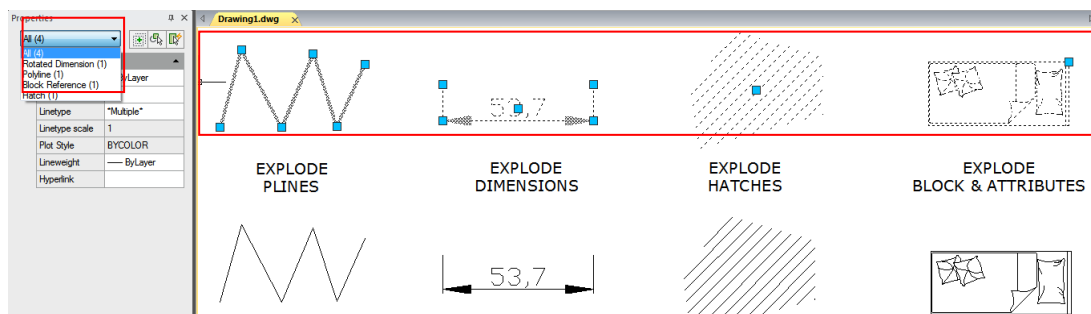 Properties
Drawing1.dwg
All (4)
All (4)
Rotated Dimension (1)
Polyline (1)
Block Reference (1)
Hatch (1)
ByLayer
Linetype "Multiple"
Linetype scale 1
Plot Style BYCOLOR
Lineweight ByLayer
Hyperlink
53,7
EXPLODE
PLINES
EXPLODE
DIMENSIONS
EXPLODE
HATCHES
EXPLODE
BLOCK & ATTRIBUTES
53,7